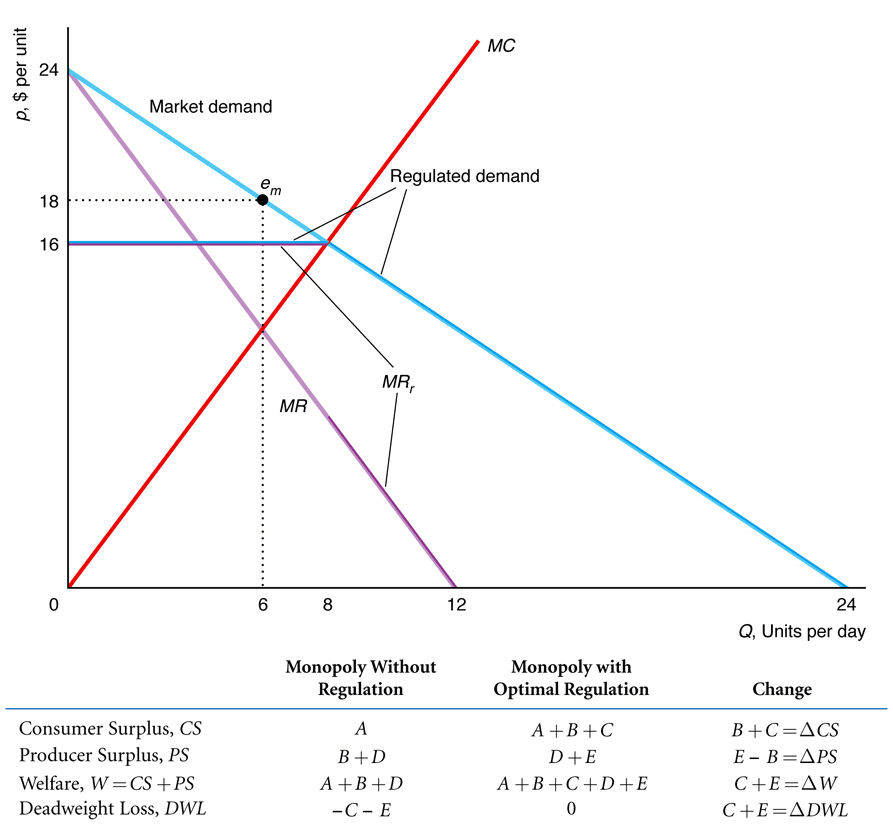 p, $ per unit
24
MC
Market demand
e_m
Regulated demand
18
16
MR_r
MR
0
6
8
12
24
Q, Units per day
Monopoly Without Regulation
Monopoly with Optimal Regulation
Change
Consumer Surplus, CS A A + B + C B + C = ΔCS
Producer Surplus, PS B + D D + E E – B = ΔPS
Welfare, W = CS + PS A + B + D A + B + C + D + E C + E = ΔW
Deadweight Loss, DWL –C – E 0 C + E = ΔDWL